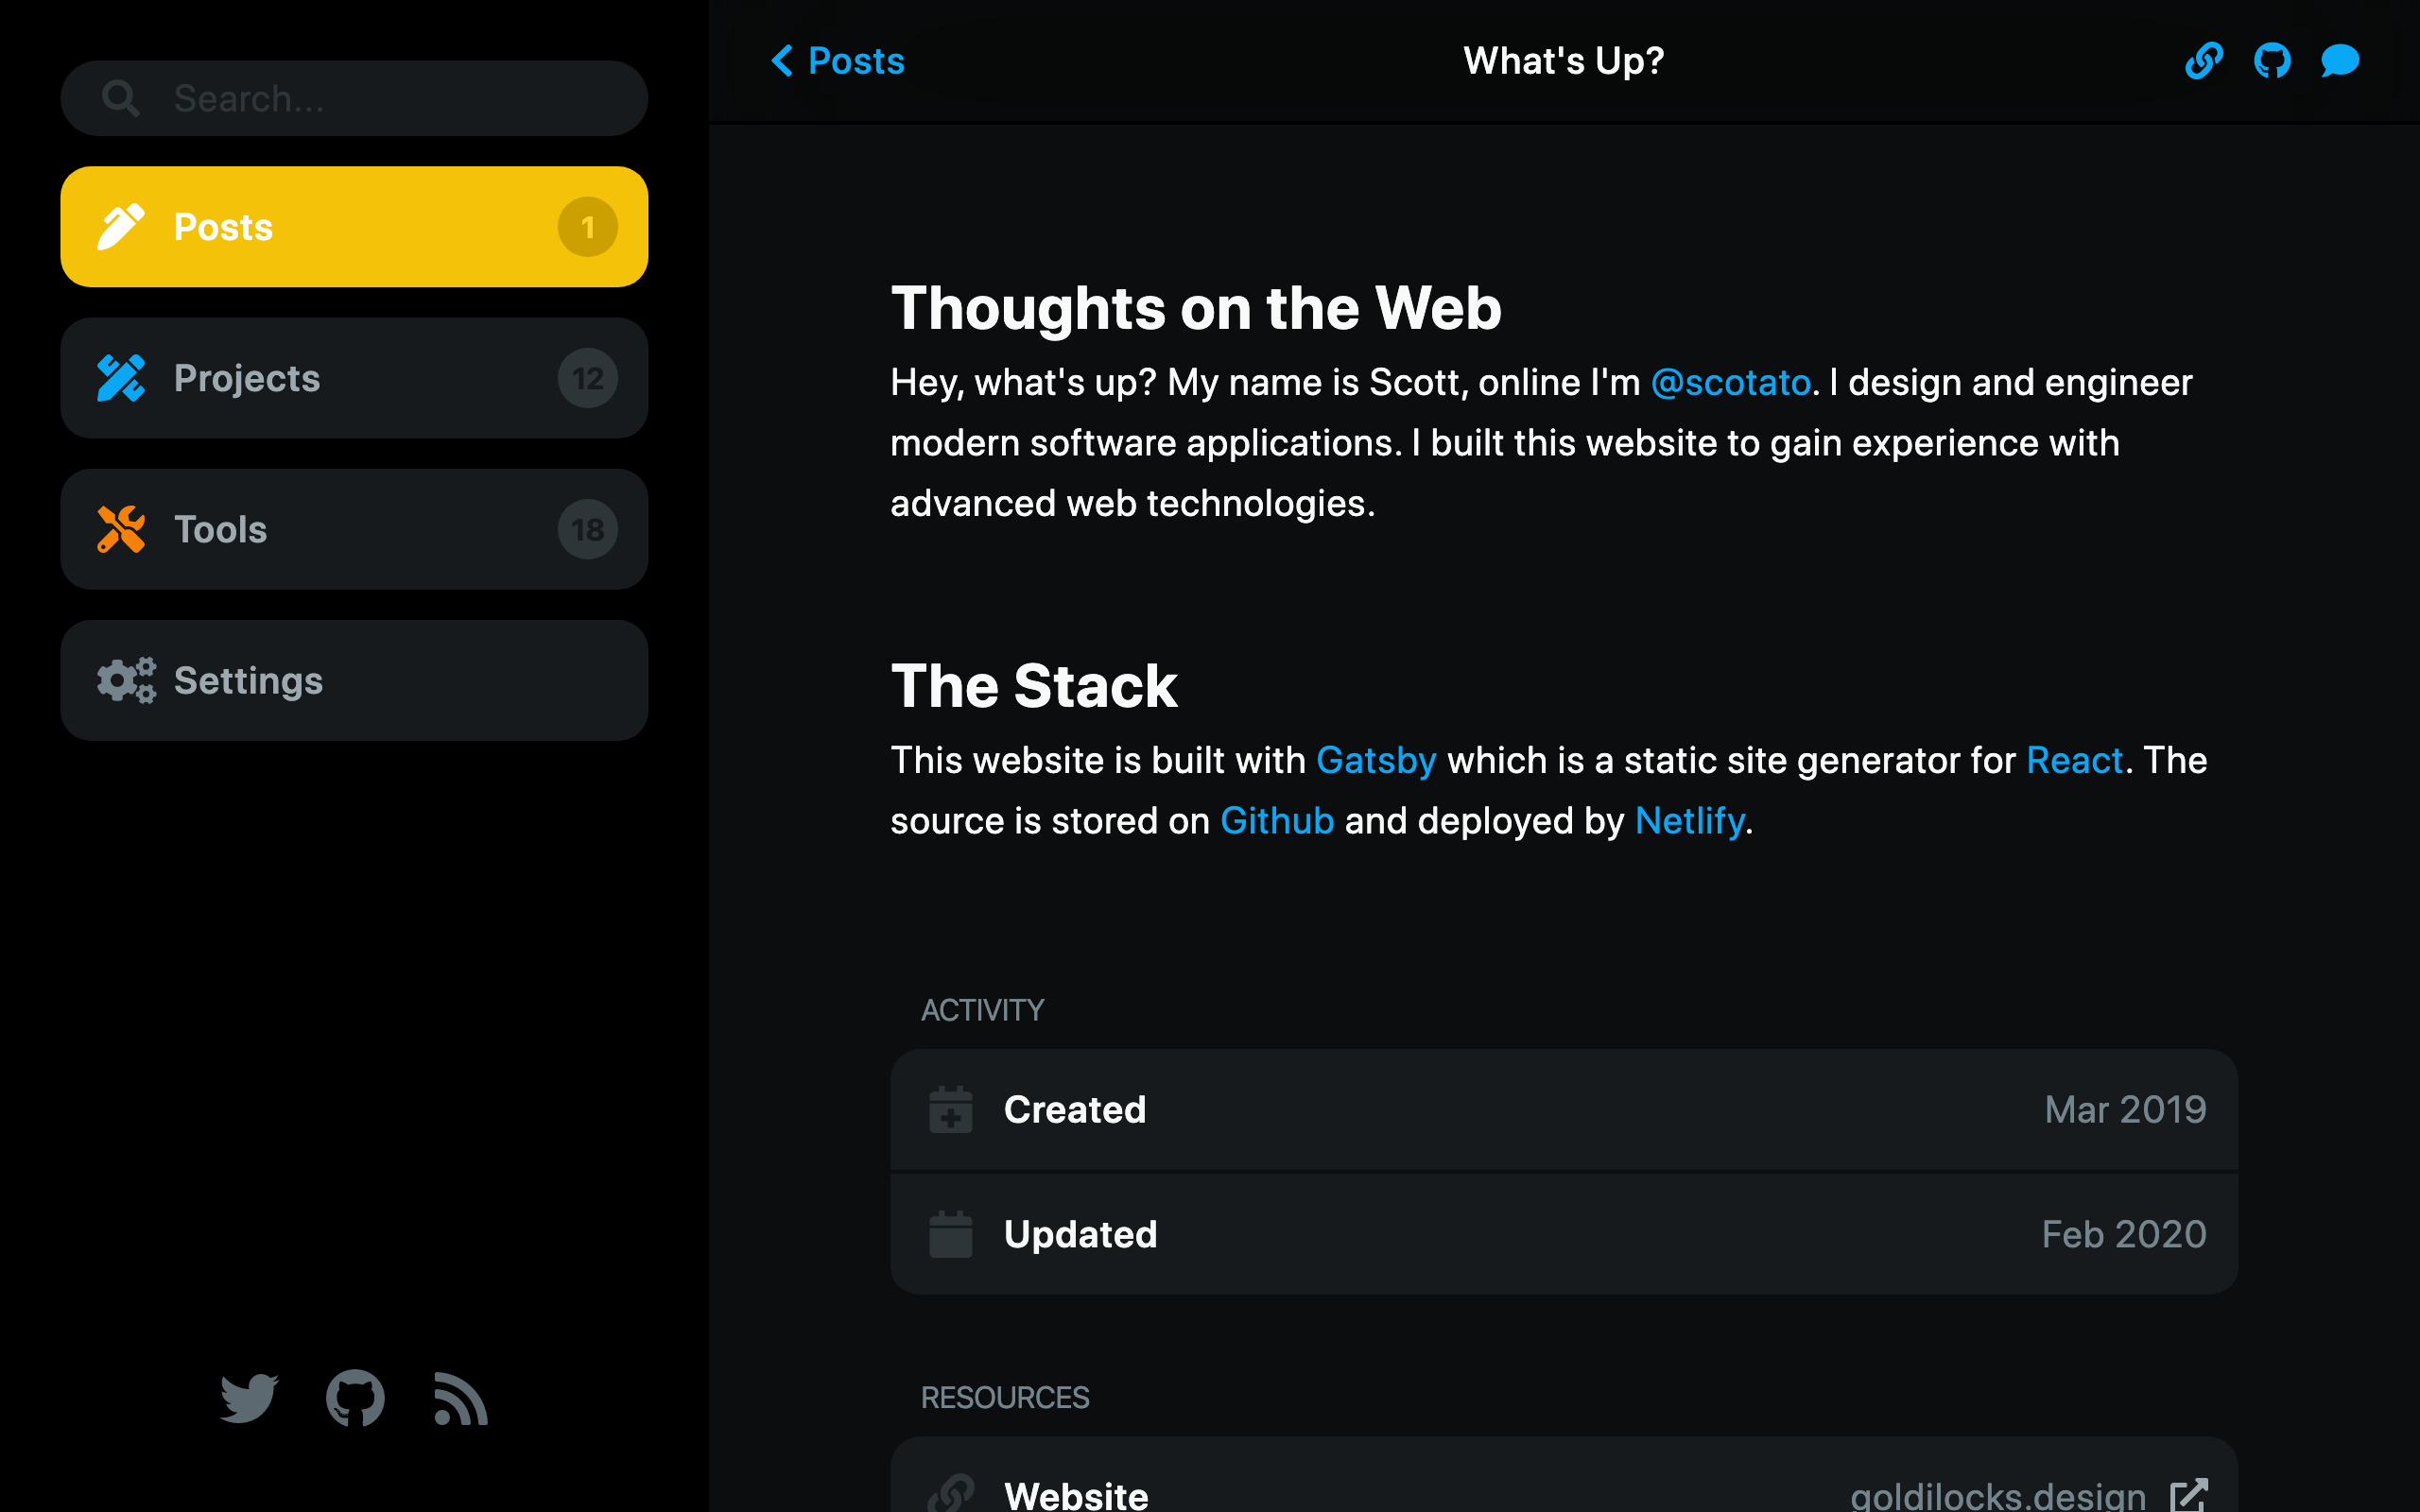 Search...
Posts
1
Projects
12
Tools
18
Settings
Posts
What's Up?
Thoughts on the Web
Hey, what's up? My name is Scott, online I'm @scotato. I design and engineer
modern software applications. I built this website to gain experience with
advanced web technologies.
The Stack
This website is built with Gatsby which is a static site generator for React. The
source is stored on Github and deployed by Netlify.
ACTIVITY
Created
Mar 2019
Updated
Feb 2020
RESOURCES
Website
goldilocks.design